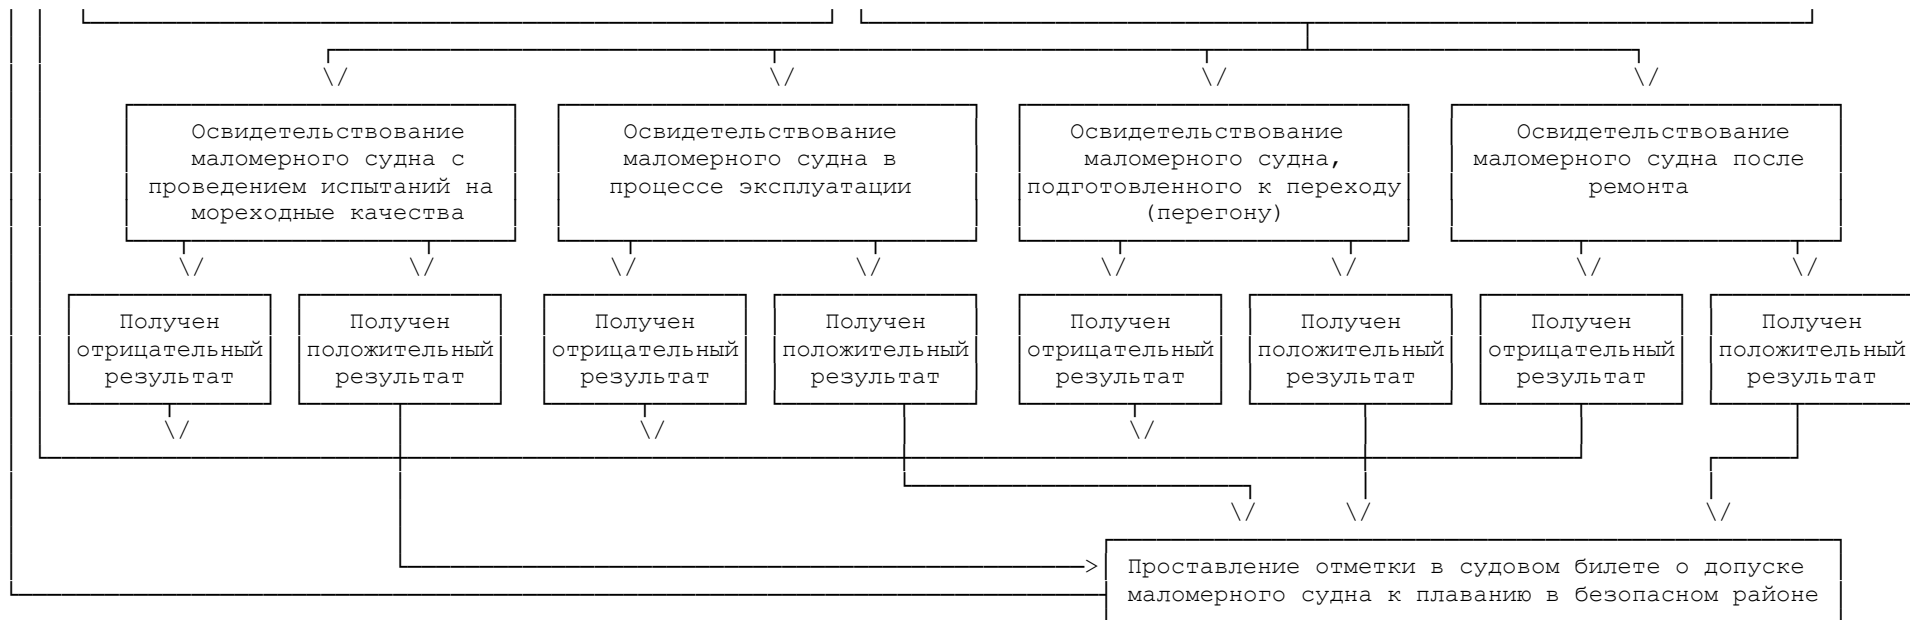 Освидетельствование
маломерного судна с
проведением испытаний на
мореходные качества
Освидетельствование
маломерного судна в
процессе эксплуатации
Освидетельствование
маломерного судна,
подготовленного к переходу
(перегону)
Освидетельствование
маломерного судна после
ремонта
Получен
отрицательный
результат
Получен
положительный
результат
Получен
отрицательный
результат
Получен
положительный
результат
Получен
отрицательный
результат
Получен
положительный
результат
Получен
отрицательный
результат
Получен
положительный
результат
Проставление отметки в судовом билете о допуске
маломерного судна к плаванию в безопасном районе